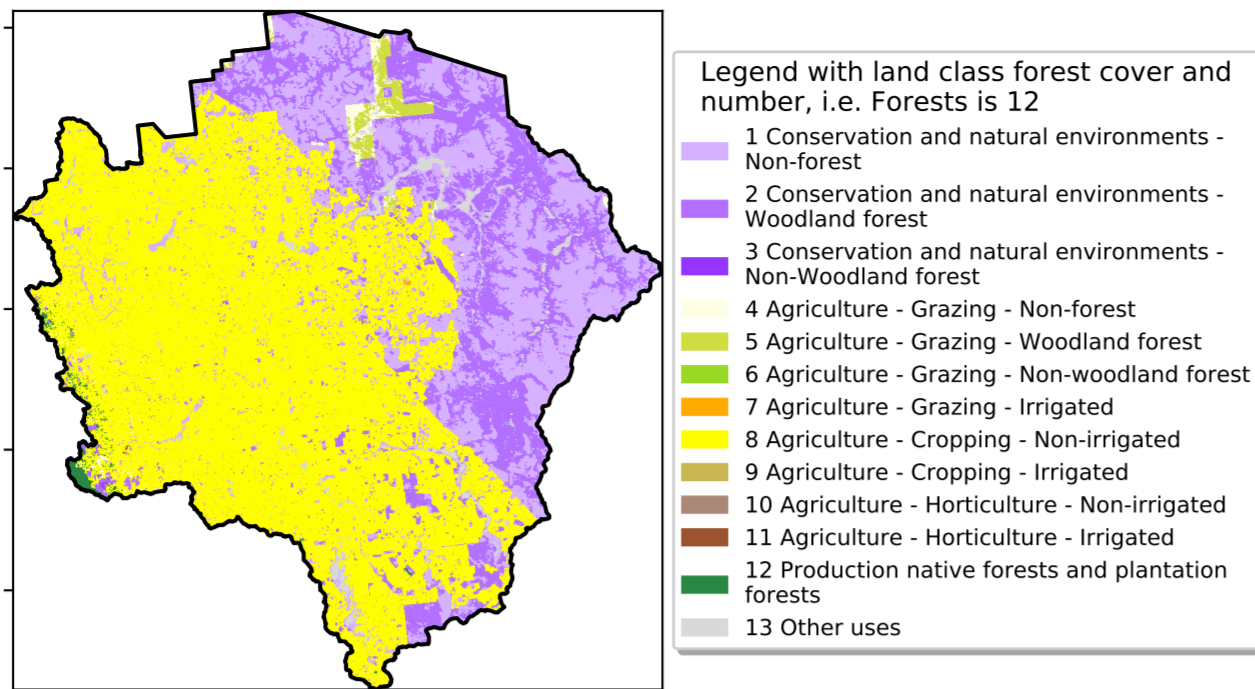 Legend with land class forest cover and
number, i.e. Forests is 12
1 Conservation and natural environments -
Non-forest
2 Conservation and natural environments -
Woodland forest
3 Conservation and natural environments -
Non-Woodland forest
4 Agriculture - Grazing - Non-forest
5 Agriculture - Grazing - Woodland forest
6 Agriculture - Grazing - Non-woodland forest
7 Agriculture - Grazing - Irrigated
8 Agriculture - Cropping - Non-irrigated
9 Agriculture - Cropping - Irrigated
10 Agriculture - Horticulture - Non-irrigated
11 Agriculture - Horticulture - Irrigated
12 Production native forests and plantation
forests
13 Other uses